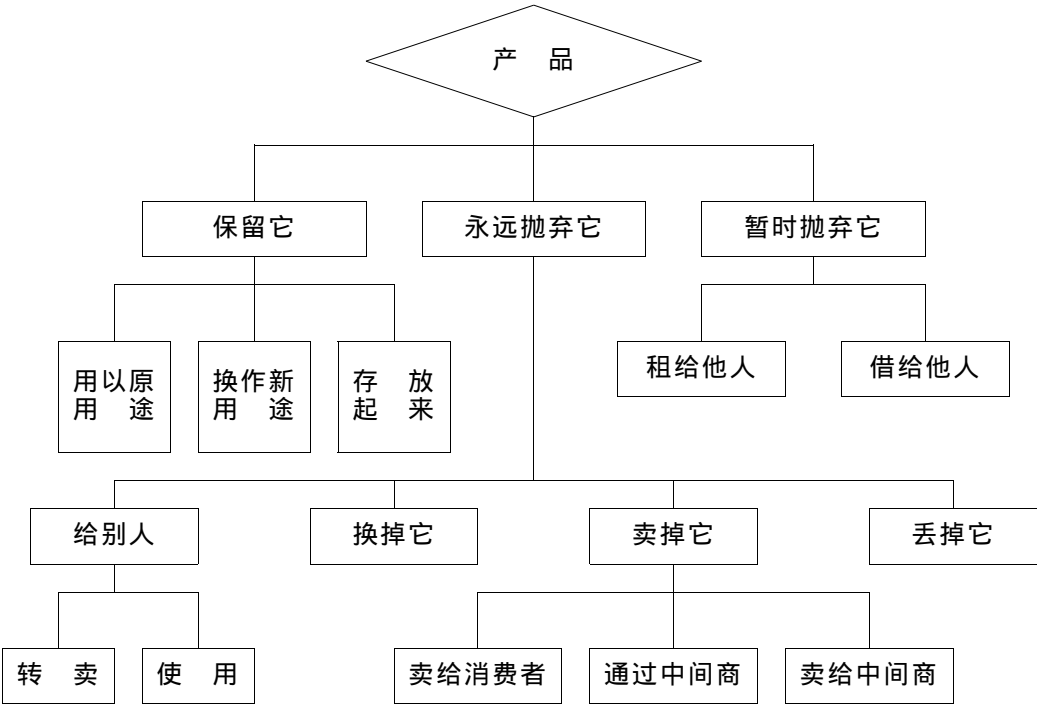 产 品
保留它
永远抛弃它
暂时抛弃它
用以原
用 途
换作新
用 途
存 放
起 来
租给他人
借给他人
给别人
换掉它
卖掉它
丢掉它
转 卖
使 用
卖给消费者
通过中间商
卖给中间商